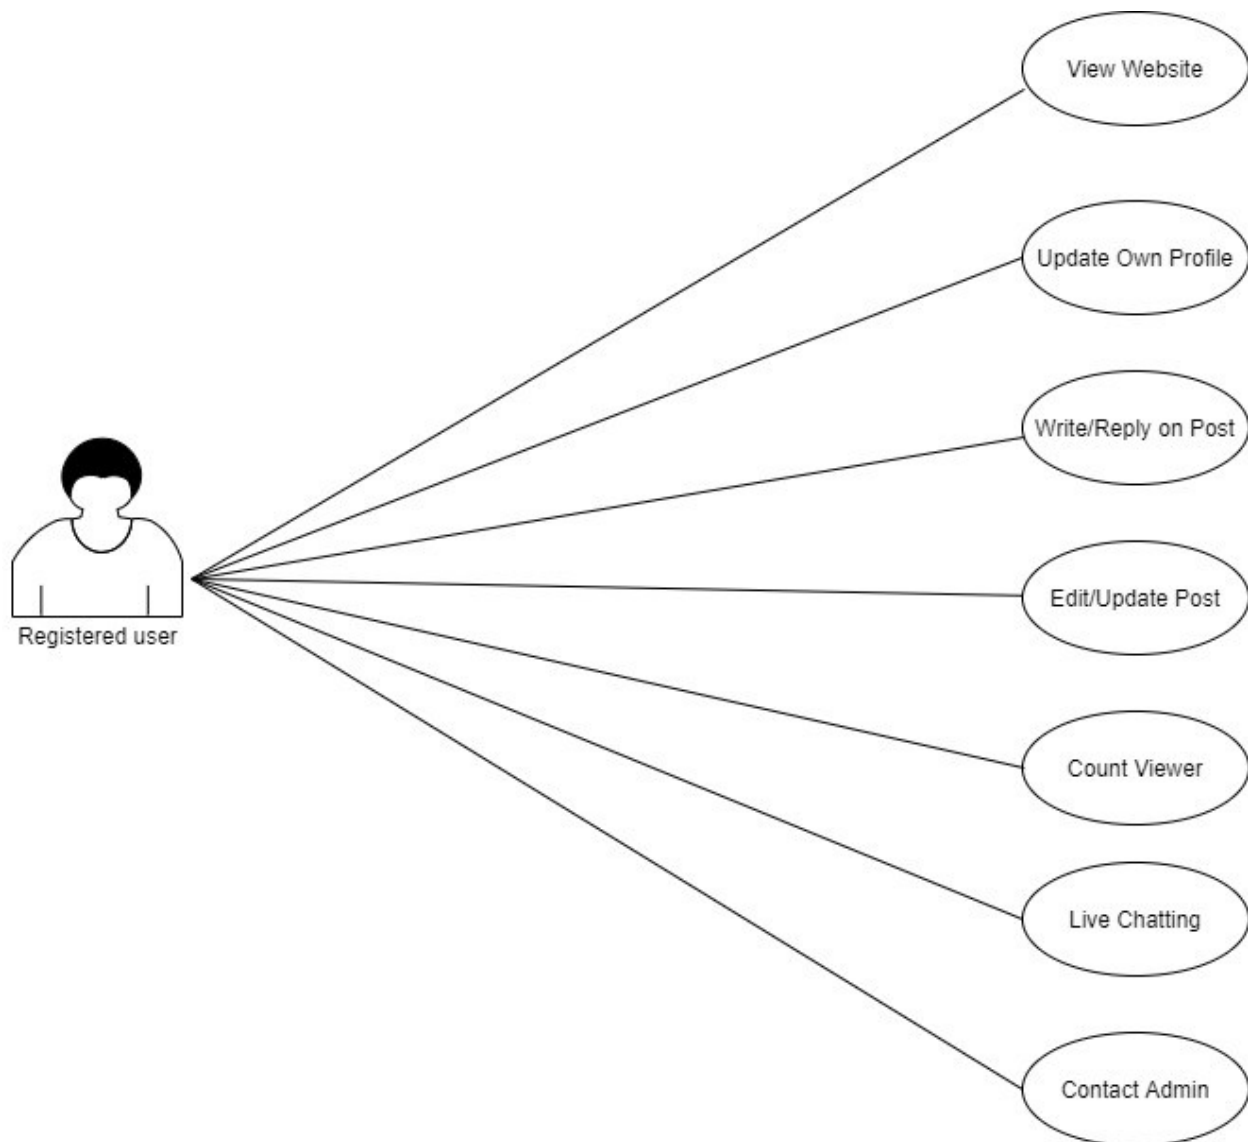 View Website
Update Own Profile
Write/Reply on Post
Registered user
Edit/Update Post
Count Viewer
Live Chatting
Contact Admin